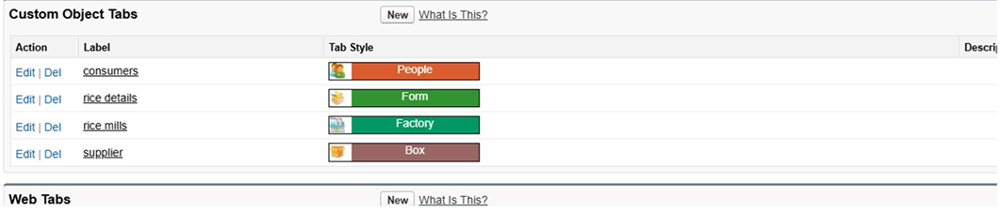 Custom Object Tabs New What Is This?
Action Label Tab Style Descri
Edit | Del consumers People
Edit | Del rice details Form
Edit | Del rice mills Factory
Edit | Del supplier Box
Web Tabs New What Is This?